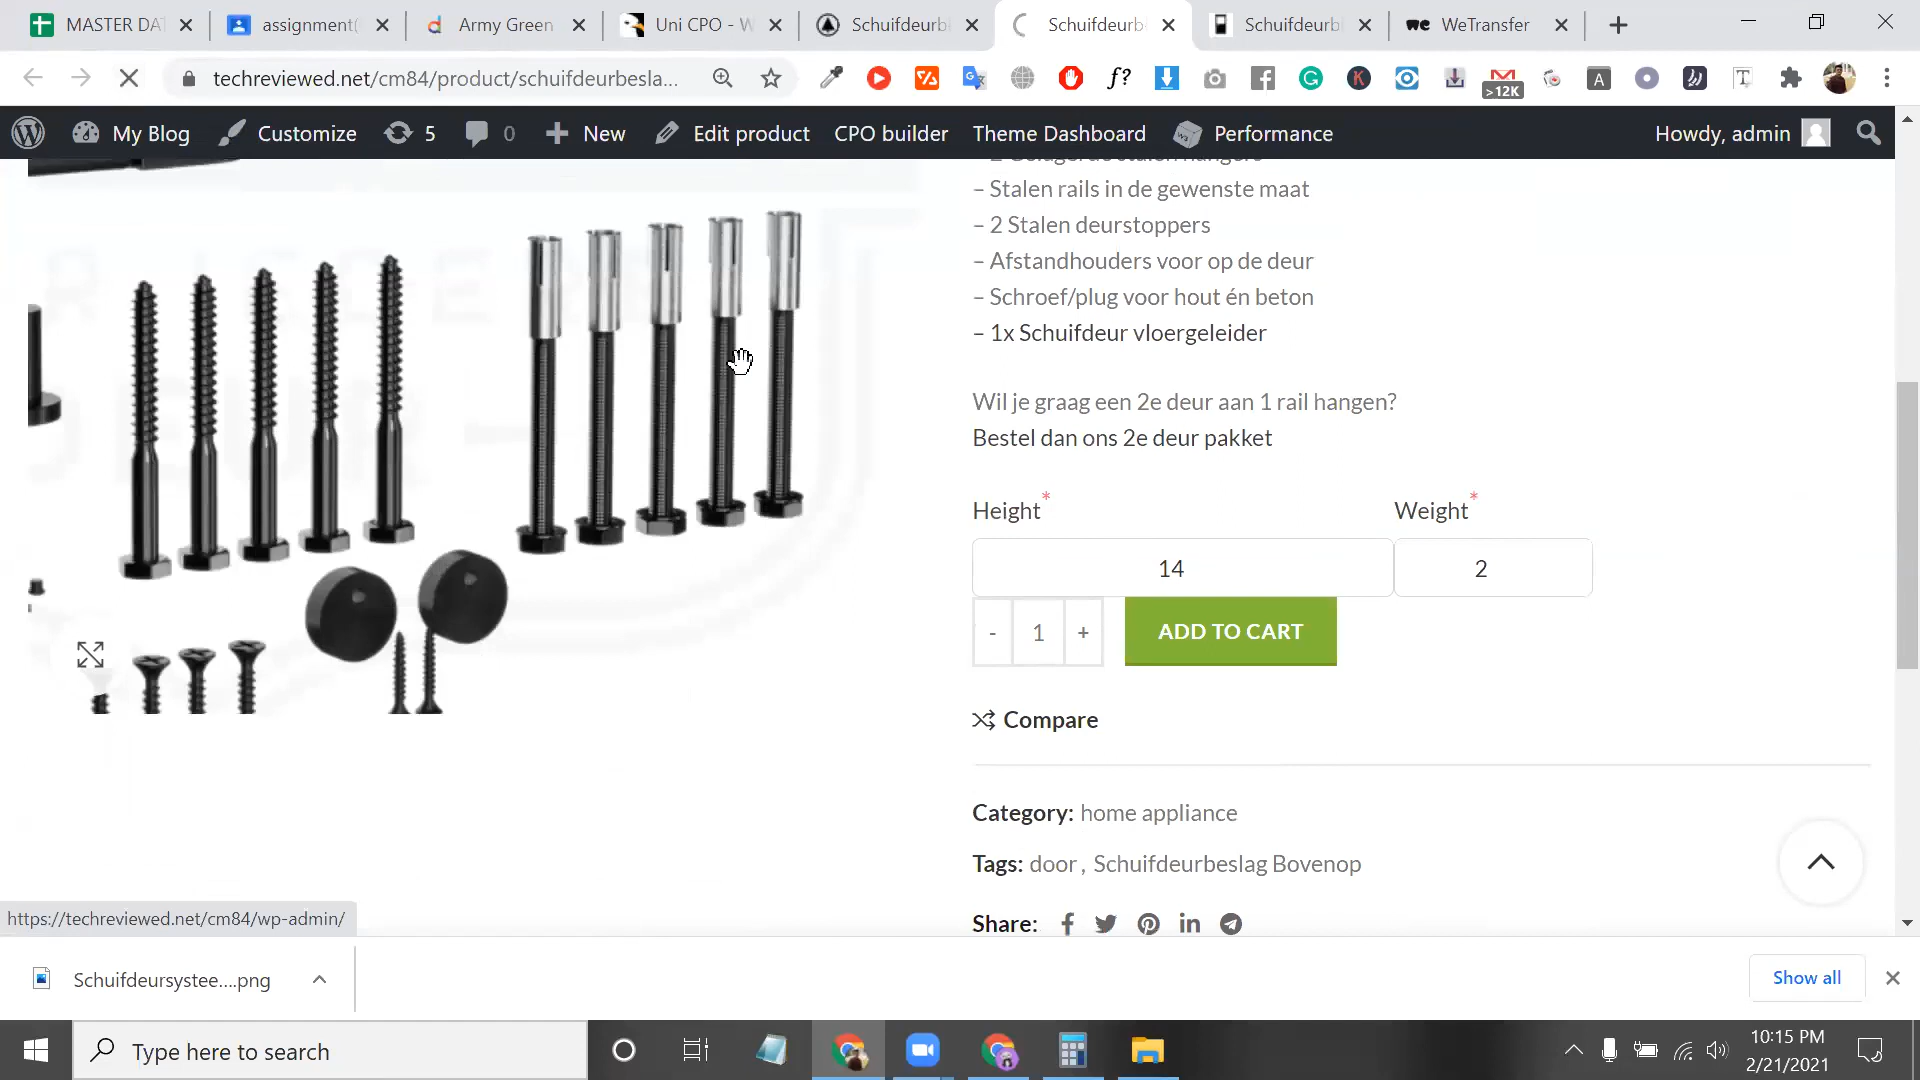 MASTER DAT
assignment(
Army Green
Uni CPO - W
Schuifdeurb
Schuifdeurb
Schuifdeurb
WeTransfer
techreviewed.net/cm84/product/schuifdeurbesla...
>12K
My Blog
Customize
5
0
New
Edit product
CPO builder
Theme Dashboard
Performance
Howdy, admin
– 2 Gelagerde stalen hangers
– Stalen rails in de gewenste maat
– 2 Stalen deurstoppers
– Afstandhouders voor op de deur
– Schroef/plug voor hout én beton
– 1x Schuifdeur vloergeleider
Wil je graag een 2e deur aan 1 rail hangen?
Bestel dan ons 2e deur pakket
Height* Weight*
14 2
- 1 + ADD TO CART
Compare
Category: home appliance
Tags: door , Schuifdeurbeslag Bovenop
Share:
https://techreviewed.net/cm84/wp-admin/
Schuifdeursystee....png
Show all
Type here to search
10:15 PM
2/21/2021